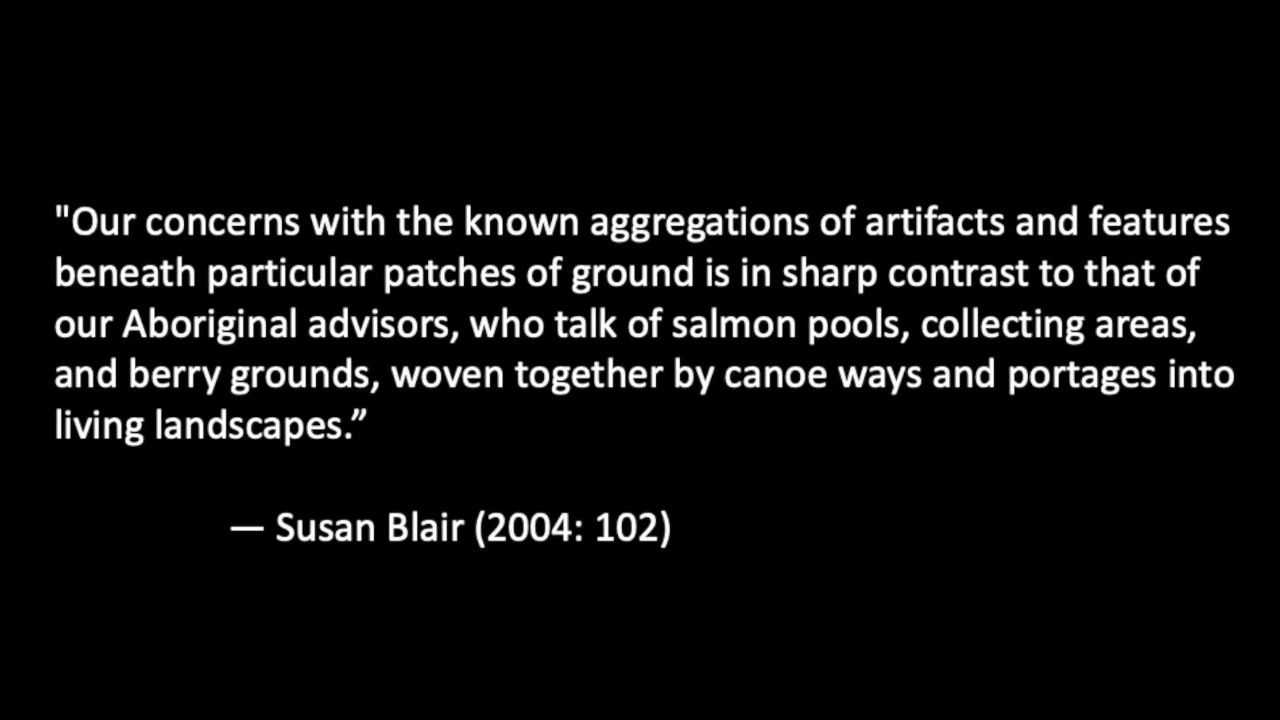 "Our concerns with the known aggregations of artifacts and features
beneath particular patches of ground is in sharp contrast to that of
our Aboriginal advisors, who talk of salmon pools, collecting areas,
and berry grounds, woven together by canoe ways and portages into
living landscapes.”
— Susan Blair (2004: 102)